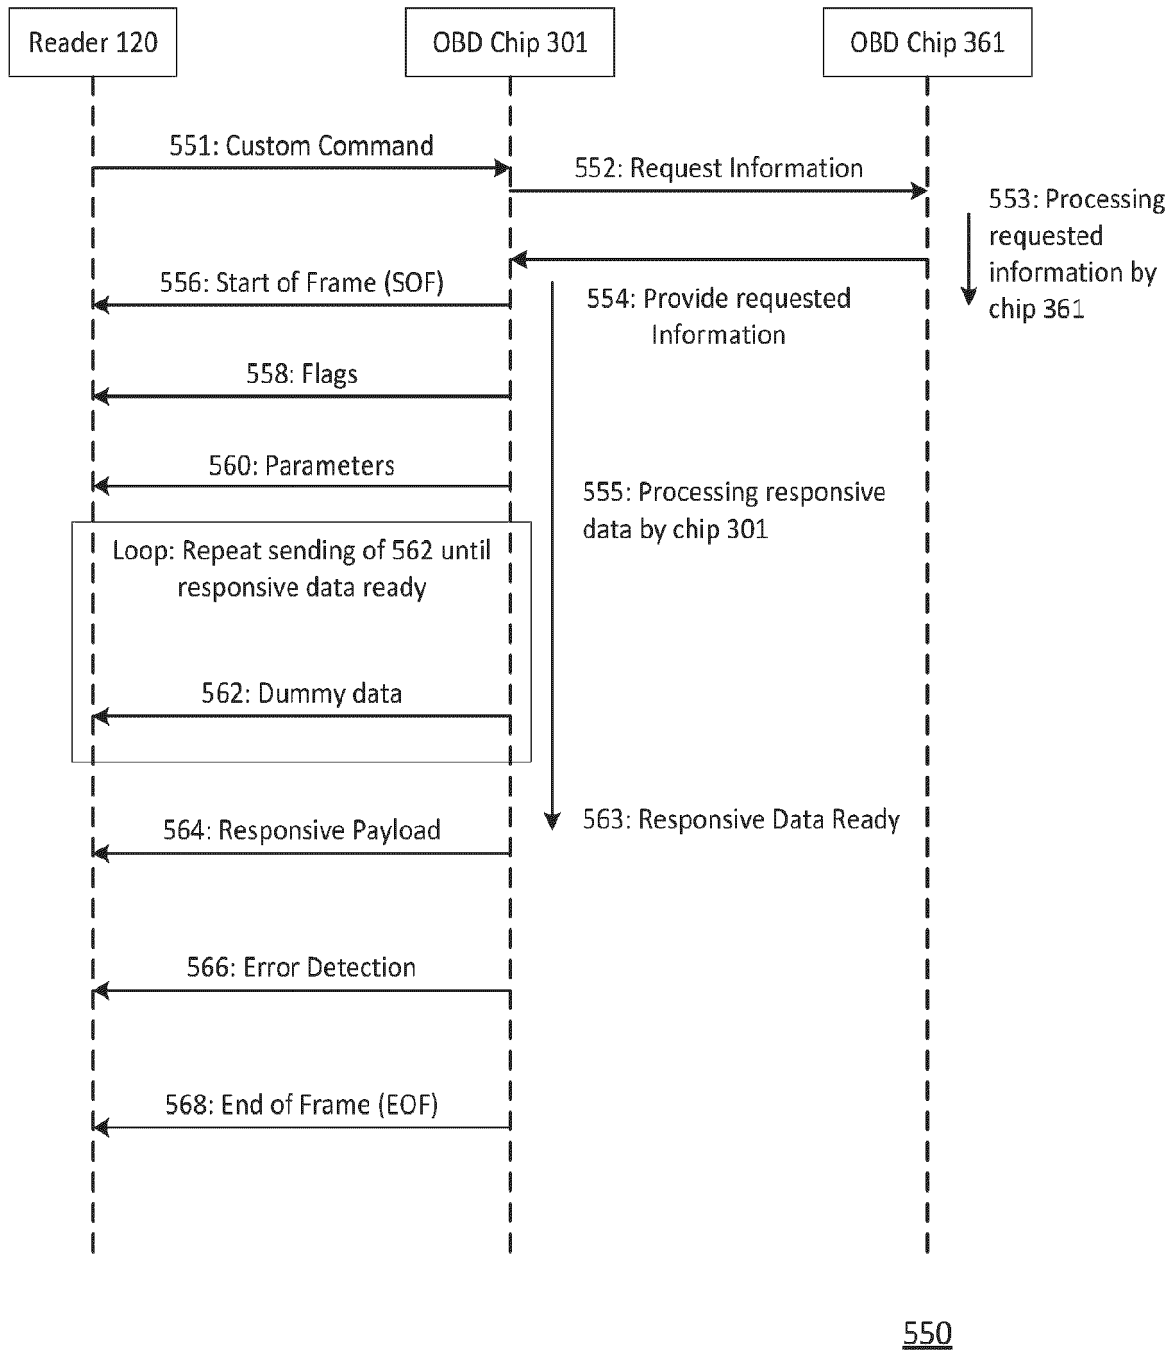 Reader 120
OBD Chip 301
OBD Chip 361
551: Custom Command
552: Request Information
553: Processing
requested
information by
chip 361
556: Start of Frame (SOF)
554: Provide requested
Information
558: Flags
560: Parameters
555: Processing responsive
data by chip 301
Loop: Repeat sending of 562 until
responsive data ready
562: Dummy data
563: Responsive Data Ready
564: Responsive Payload
566: Error Detection
568: End of Frame (EOF)
550